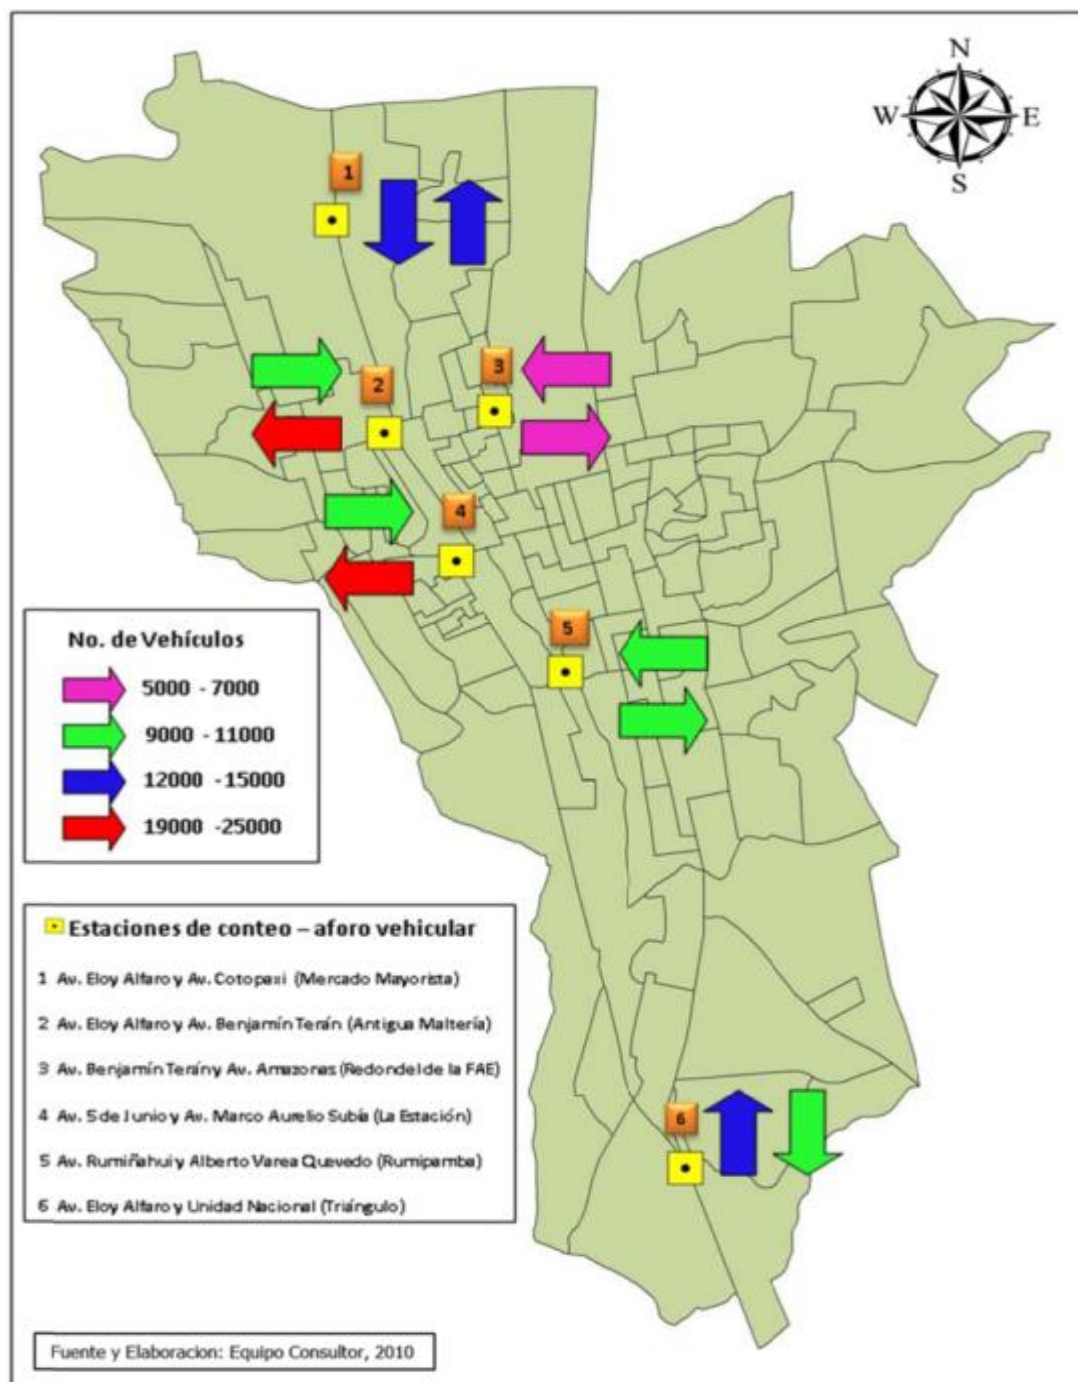 N
W E
S
1
2
3
4
5
6
No. de Vehículos
5000 - 7000
9000 - 11000
12000 -15000
19000 -25000
Estaciones de conteo – aforo vehicular
1 Av. Eloy Alfaro y Av. Cotopaxi (Mercado Mayorista)
2 Av. Eloy Alfaro y Av. Benjamín Terán (Antigua Maltería)
3 Av. Benjamín Terán y Av. Amazonas (Redondel de la FAE)
4 Av. 5 de Junio y Av. Marco Aurelio Subía (La Estación)
5 Av. Rumiñahui y Alberto Varea Quevedo (Rumipamba)
6 Av. Eloy Alfaro y Unidad Nacional (Triángulo)
Fuente y Elaboracion: Equipo Consultor, 2010